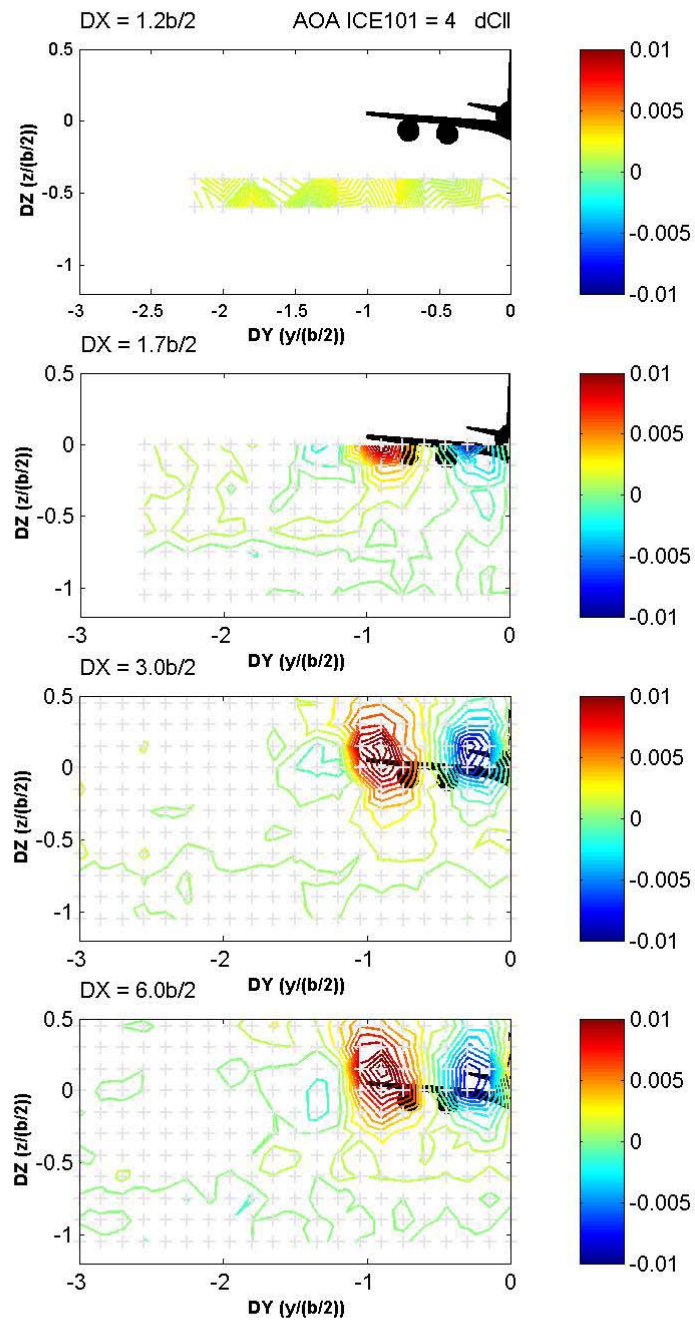 DX = 1.2b/2 AOA ICE101 = 4 dCll
0.5
0
-0.5
-1
DZ (z/(b/2))
-3 -2.5 -2 -1.5 -1 -0.5 0
DY (y/(b/2))
0.01
0.005
0
-0.005
-0.01
DX = 1.7b/2
0.5
0
-0.5
-1
DZ (z/(b/2))
-3 -2 -1 0
DY (y/(b/2))
0.01
0.005
0
-0.005
-0.01
DX = 3.0b/2
0.5
0
-0.5
-1
DZ (z/(b/2))
-3 -2 -1 0
DY (y/(b/2))
0.01
0.005
0
-0.005
-0.01
DX = 6.0b/2
0.5
0
-0.5
-1
DZ (z/(b/2))
-3 -2 -1 0
DY (y/(b/2))
0.01
0.005
0
-0.005
-0.01